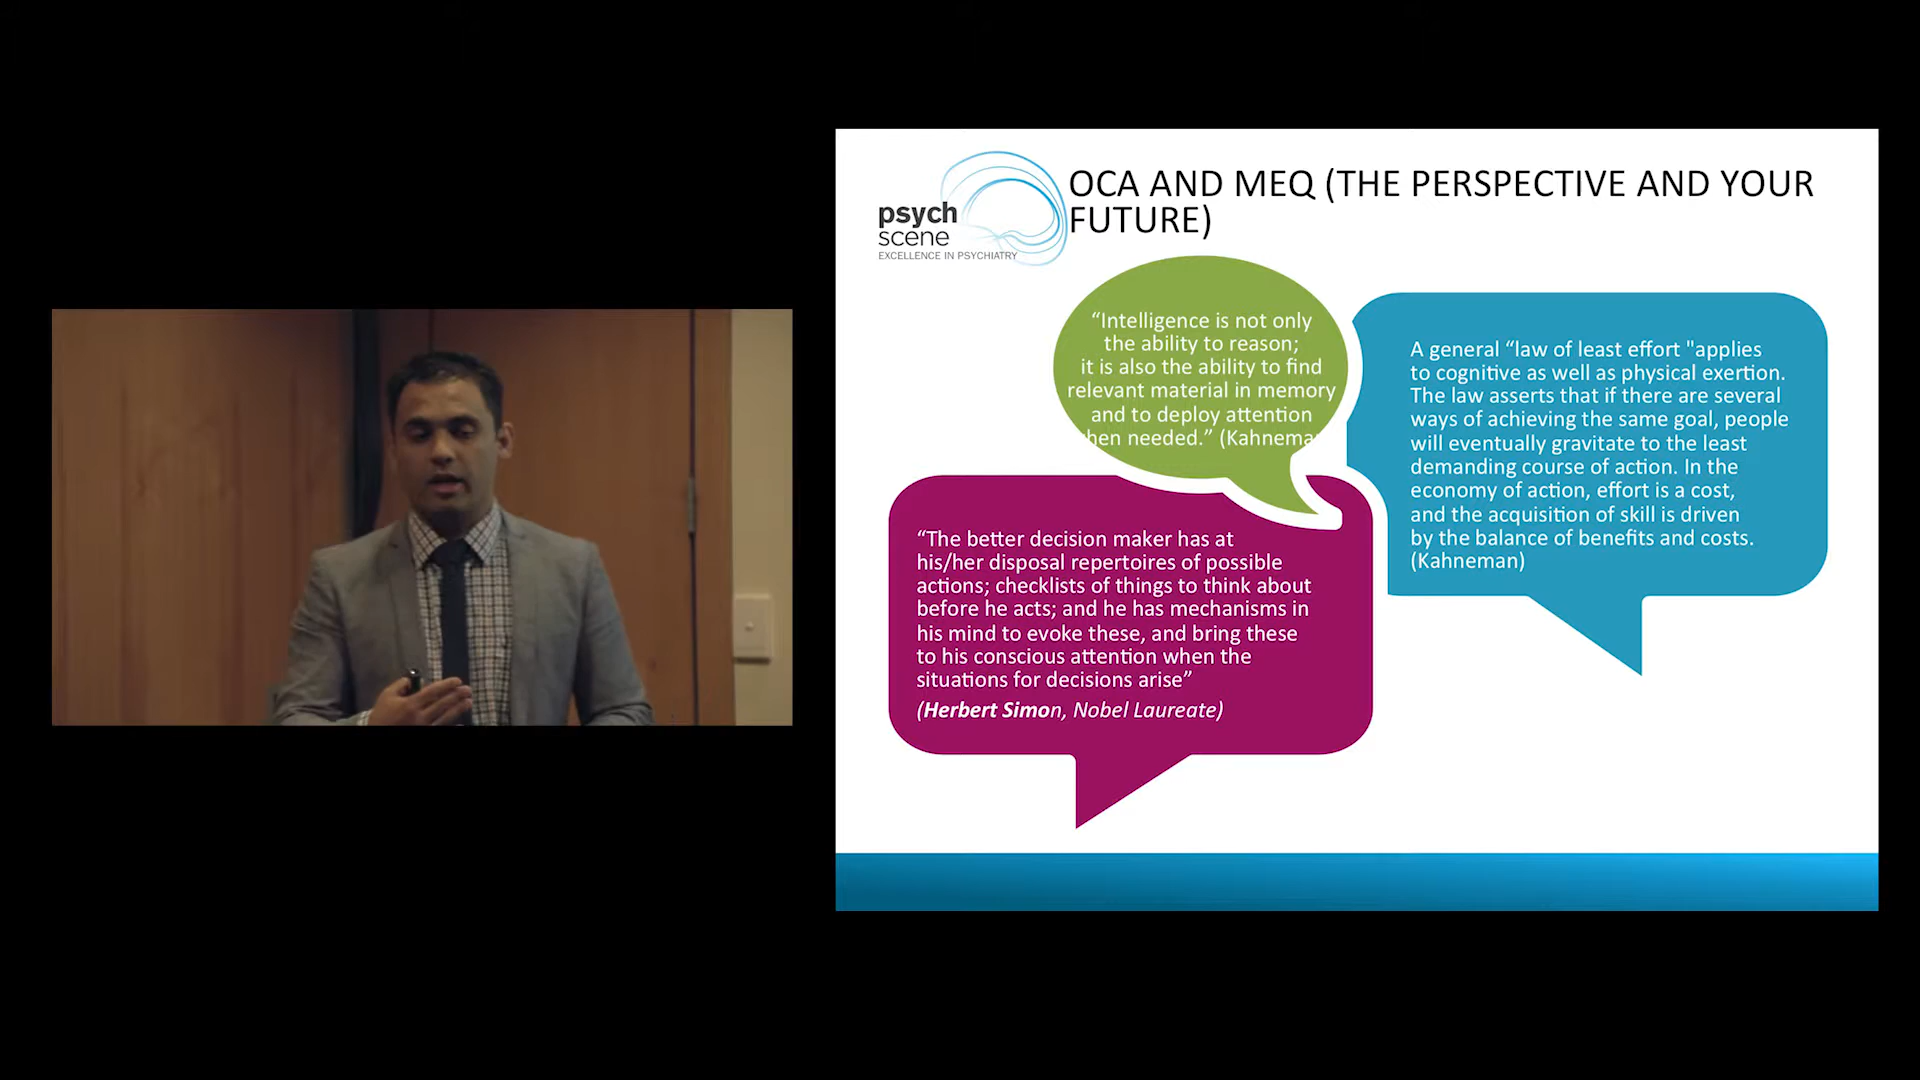 psych
scene
EXCELLENCE IN PSYCHIATRY
OCA AND MEQ (THE PERSPECTIVE AND YOUR
FUTURE)
“Intelligence is not only
the ability to reason;
it is also the ability to find
relevant material in memory
and to deploy attention
hen needed.” (Kahnema
A general “law of least effort "applies
to cognitive as well as physical exertion.
The law asserts that if there are several
ways of achieving the same goal, people
will eventually gravitate to the least
demanding course of action. In the
economy of action, effort is a cost,
and the acquisition of skill is driven
by the balance of benefits and costs.
(Kahneman)
“The better decision maker has at
his/her disposal repertoires of possible
actions; checklists of things to think about
before he acts; and he has mechanisms in
his mind to evoke these, and bring these
to his conscious attention when the
situations for decisions arise”
(Herbert Simon, Nobel Laureate)